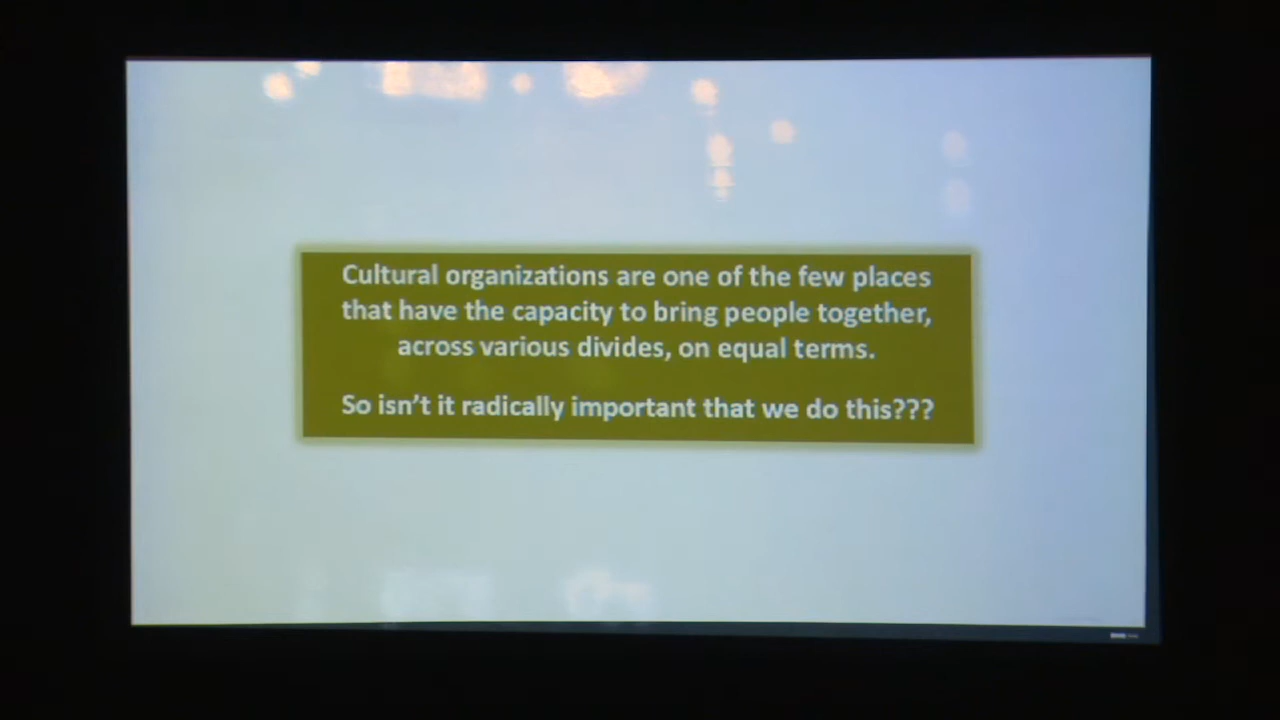 Cultural organizations are one of the few places
that have the capacity to bring people together,
across various divides, on equal terms.
So isn't it radically important that we do this???